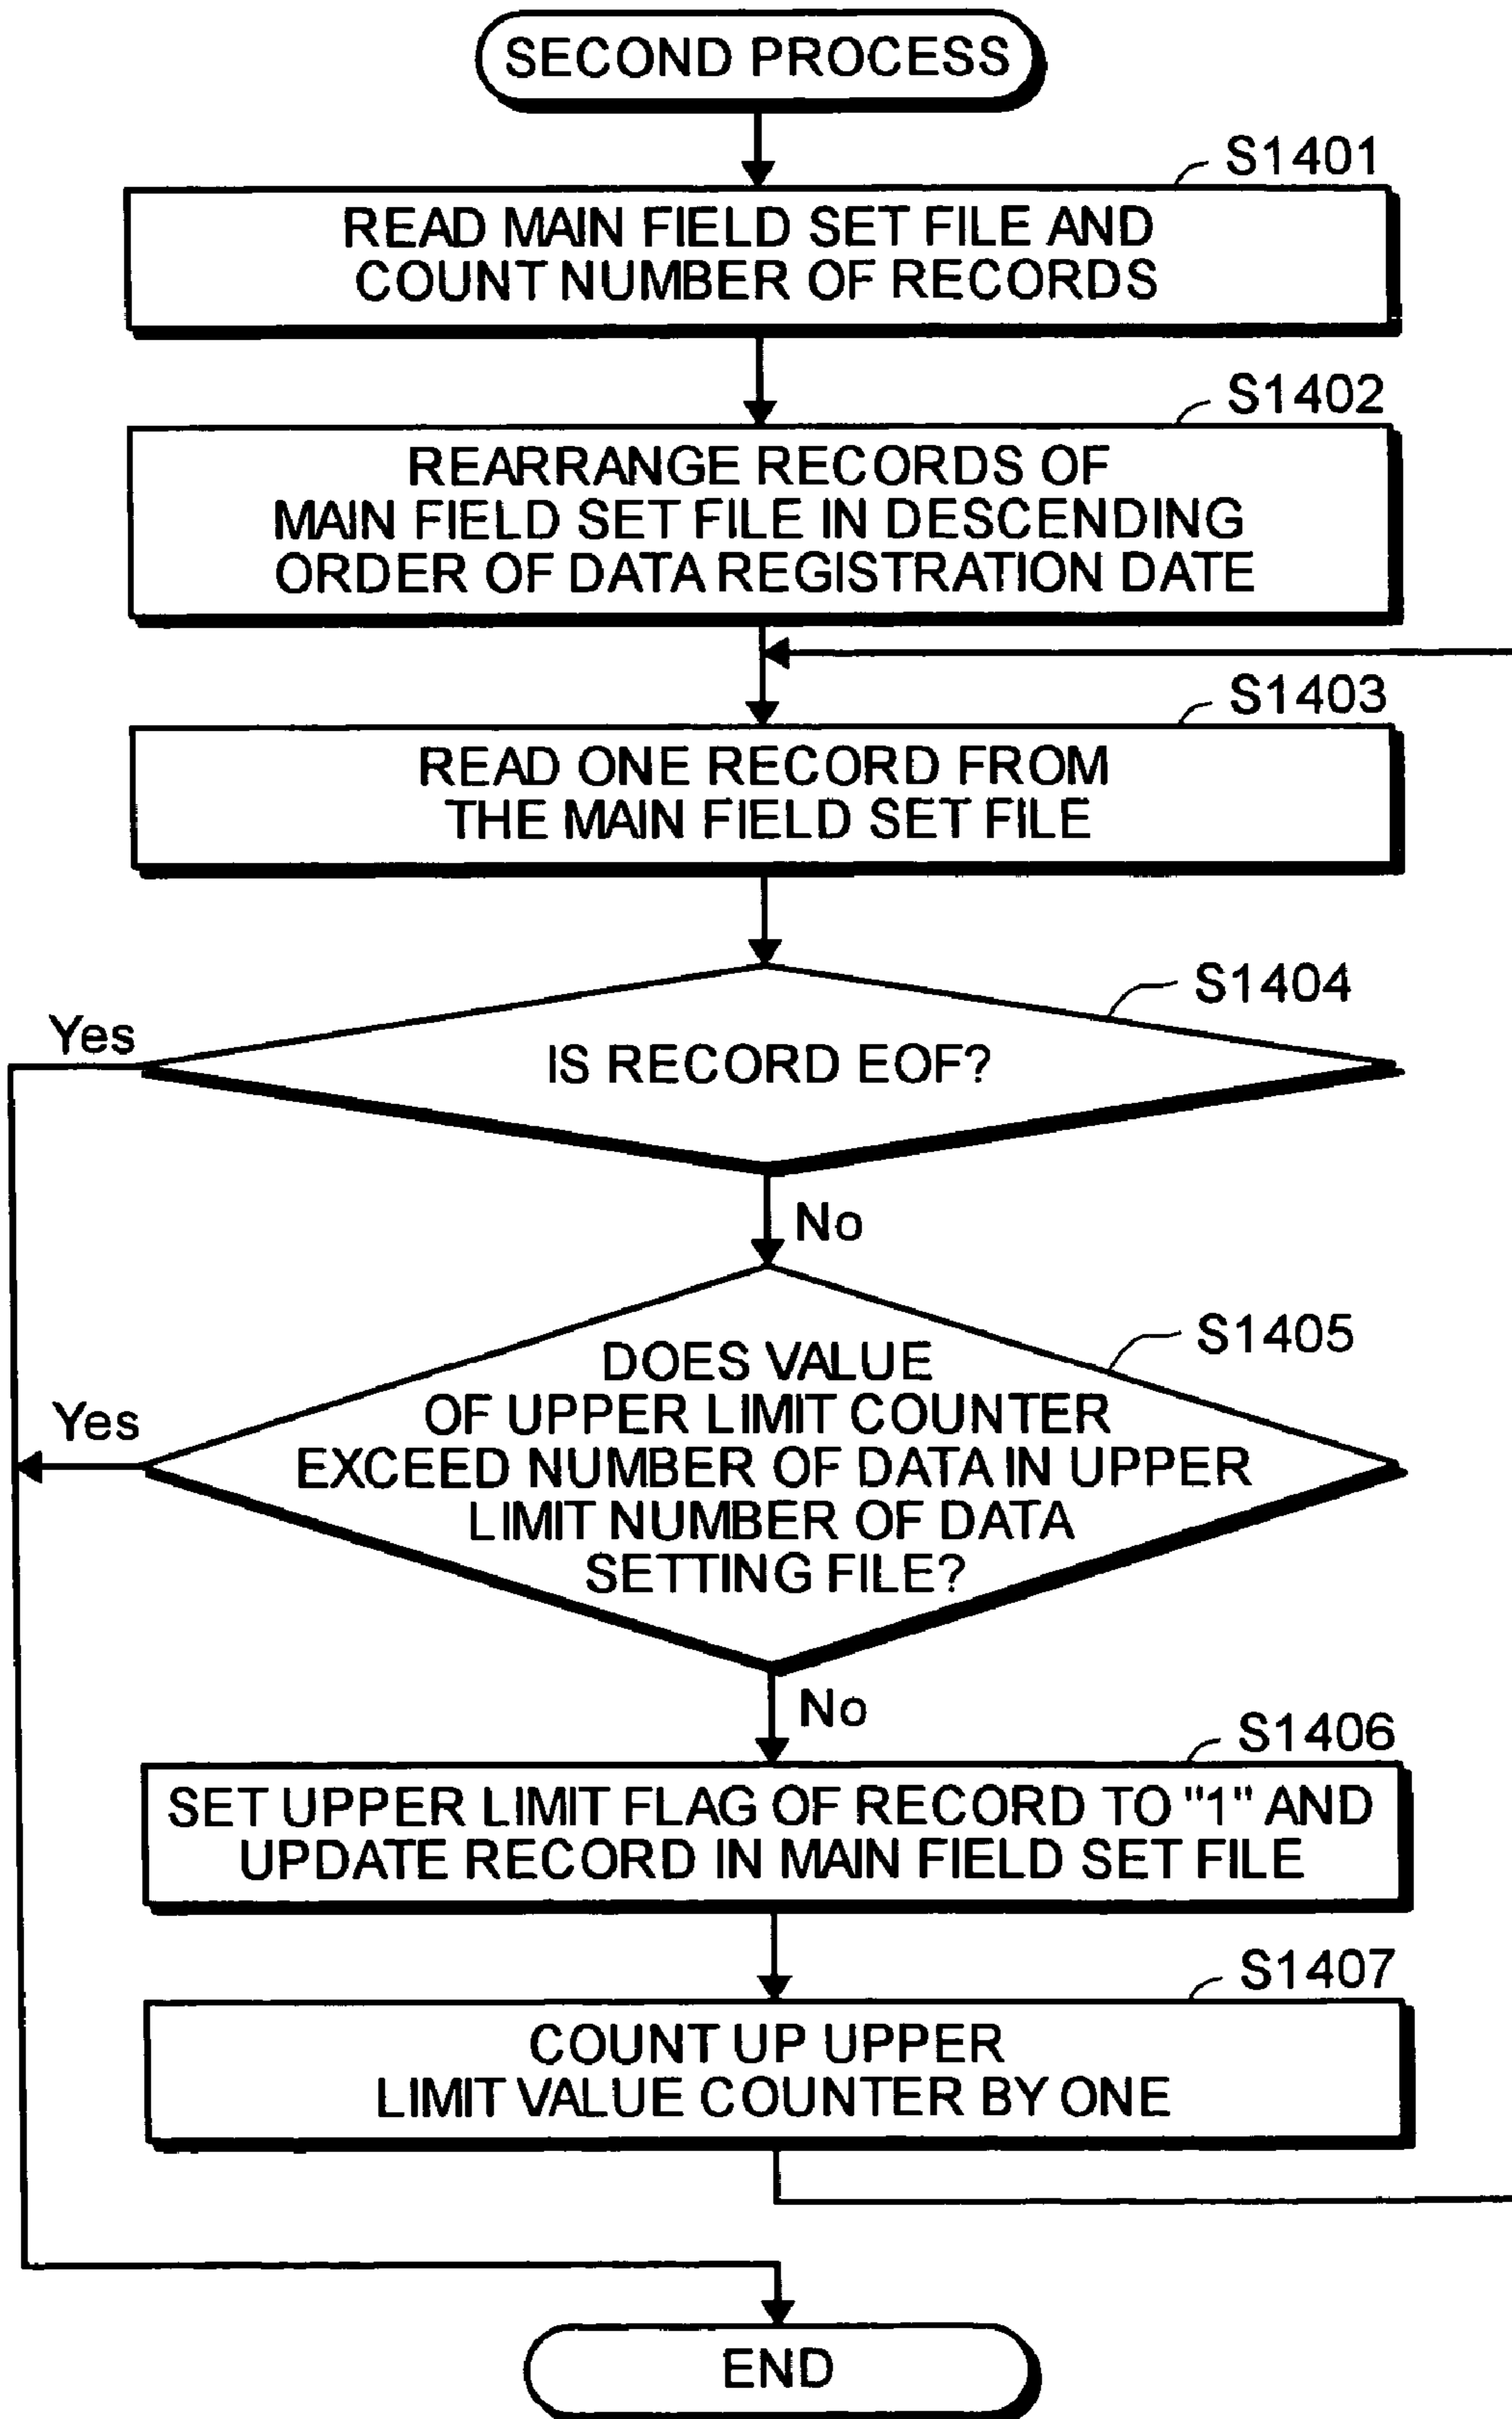 SECOND PROCESS
S1401
READ MAIN FIELD SET FILE AND
COUNT NUMBER OF RECORDS
S1402
REARRANGE RECORDS OF
MAIN FIELD SET FILE IN DESCENDING
ORDER OF DATA REGISTRATION DATE
S1403
READ ONE RECORD FROM
THE MAIN FIELD SET FILE
S1404
Yes
IS RECORD EOF?
No
S1405
DOES VALUE
OF UPPER LIMIT COUNTER
Yes
EXCEED NUMBER OF DATA IN UPPER
LIMIT NUMBER OF DATA
SETTING FILE?
No
S1406
SET UPPER LIMIT FLAG OF RECORD TO "1" AND
UPDATE RECORD IN MAIN FIELD SET FILE
S1407
COUNT UP UPPER
LIMIT VALUE COUNTER BY ONE
END